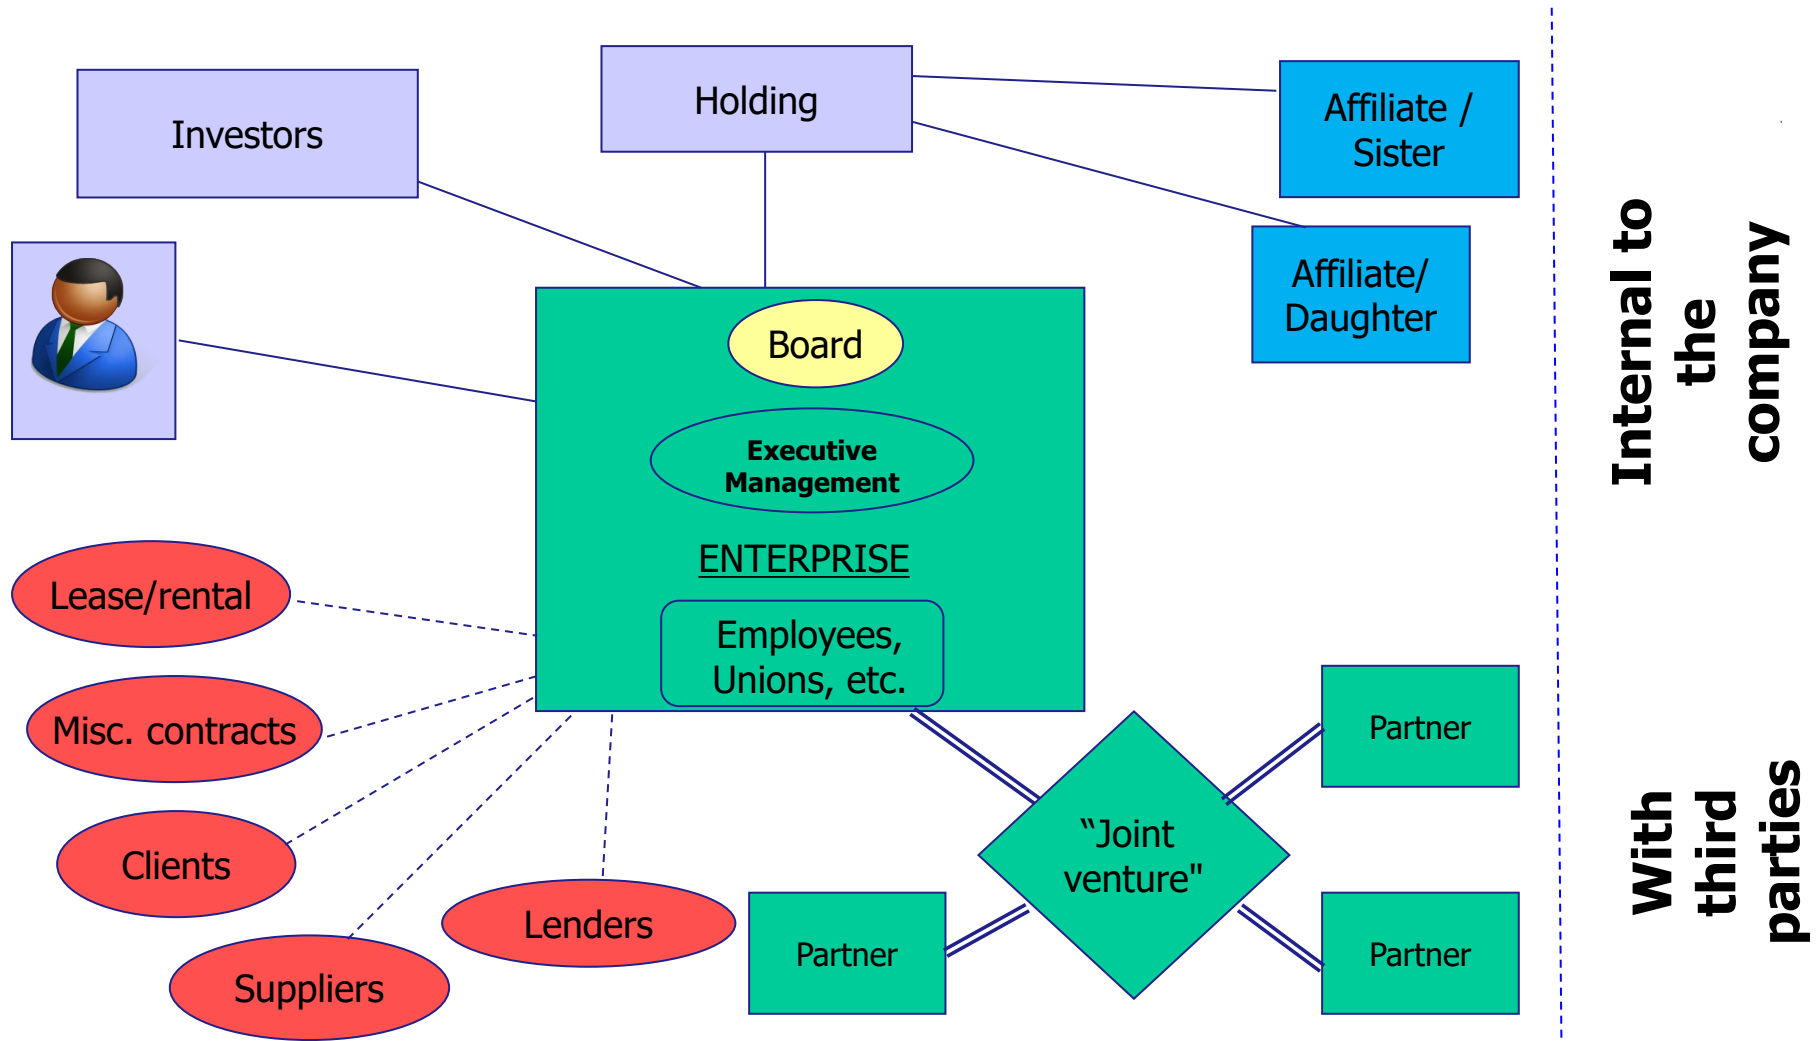 Investors
Holding
Affiliate /
Sister
Affiliate/
Daughter
Board
Executive
Management
ENTERPRISE
Employees,
Unions, etc.
Lease/rental
Misc. contracts
Clients
Suppliers
Lenders
“Joint
venture"
Partner
Partner
Partner
Internal to
the
company
With
third
parties